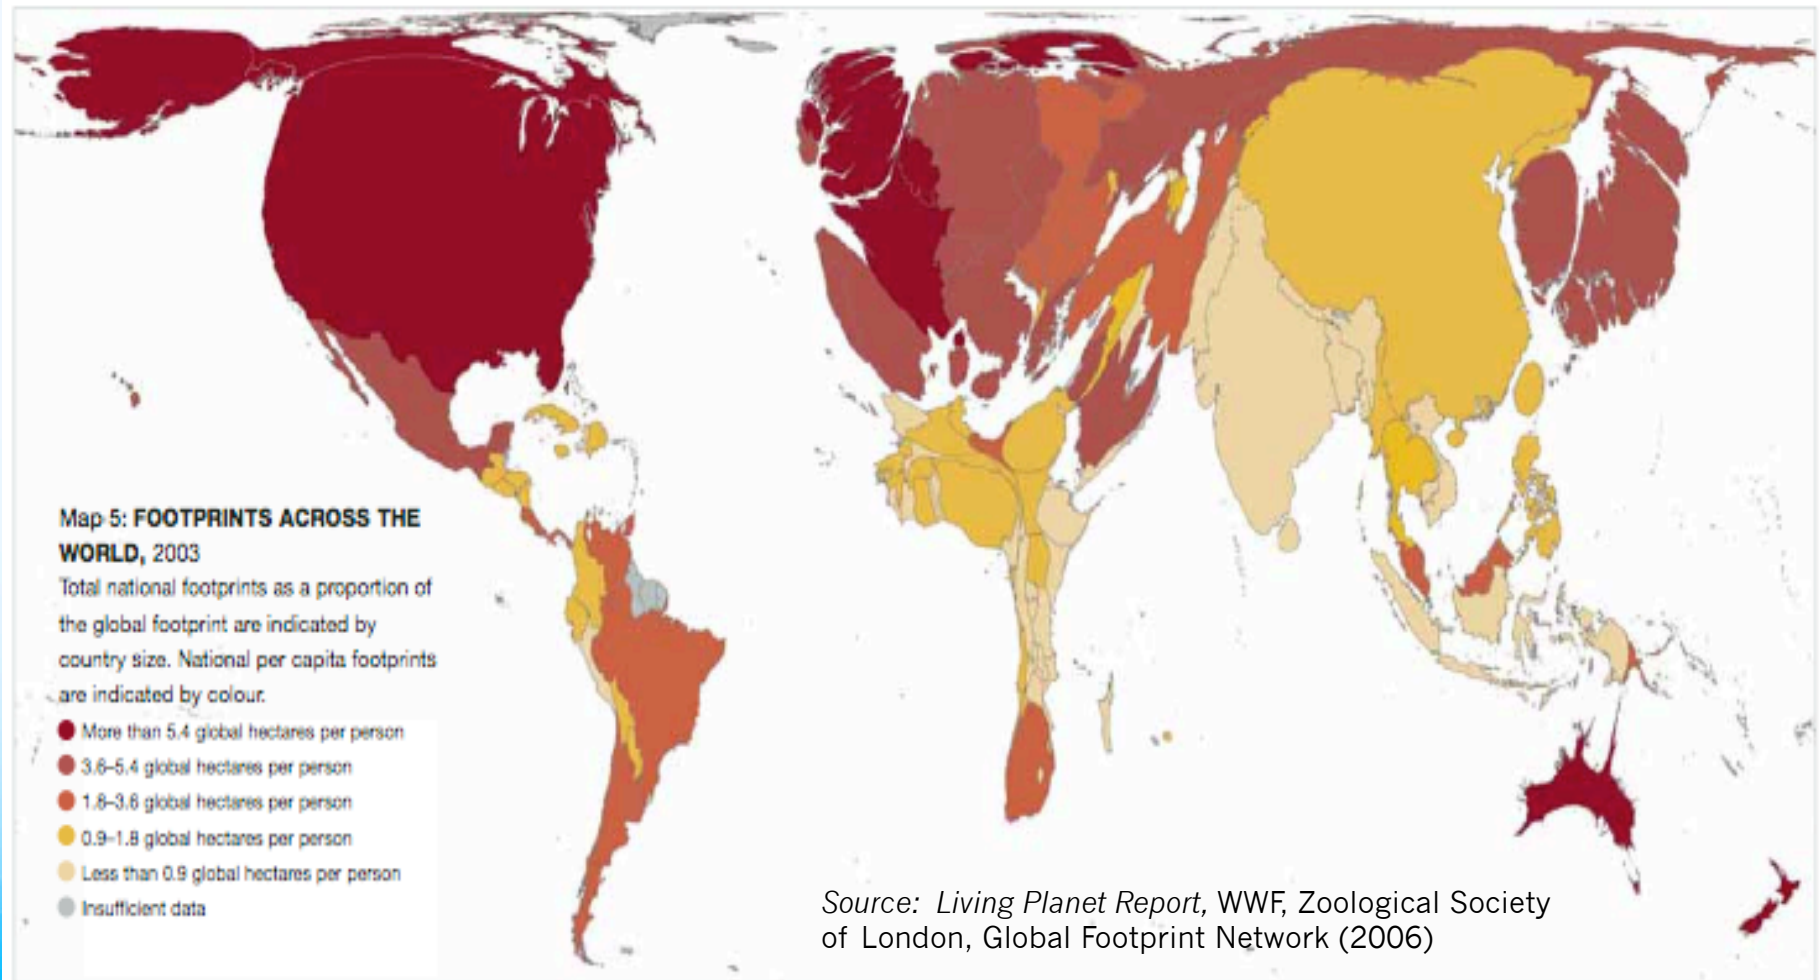 Map 5: FOOTPRINTS ACROSS THE
WORLD, 2003
Total national footprints as a proportion of
the global footprint are indicated by
country size. National per capita footprints
are indicated by colour.
More than 5.4 global hectares per person
3.6–5.4 global hectares per person
1.8–3.6 global hectares per person
0.9–1.8 global hectares per person
Less than 0.9 global hectares per person
Insufficient data
Source: Living Planet Report, WWF, Zoological Society
of London, Global Footprint Network (2006)